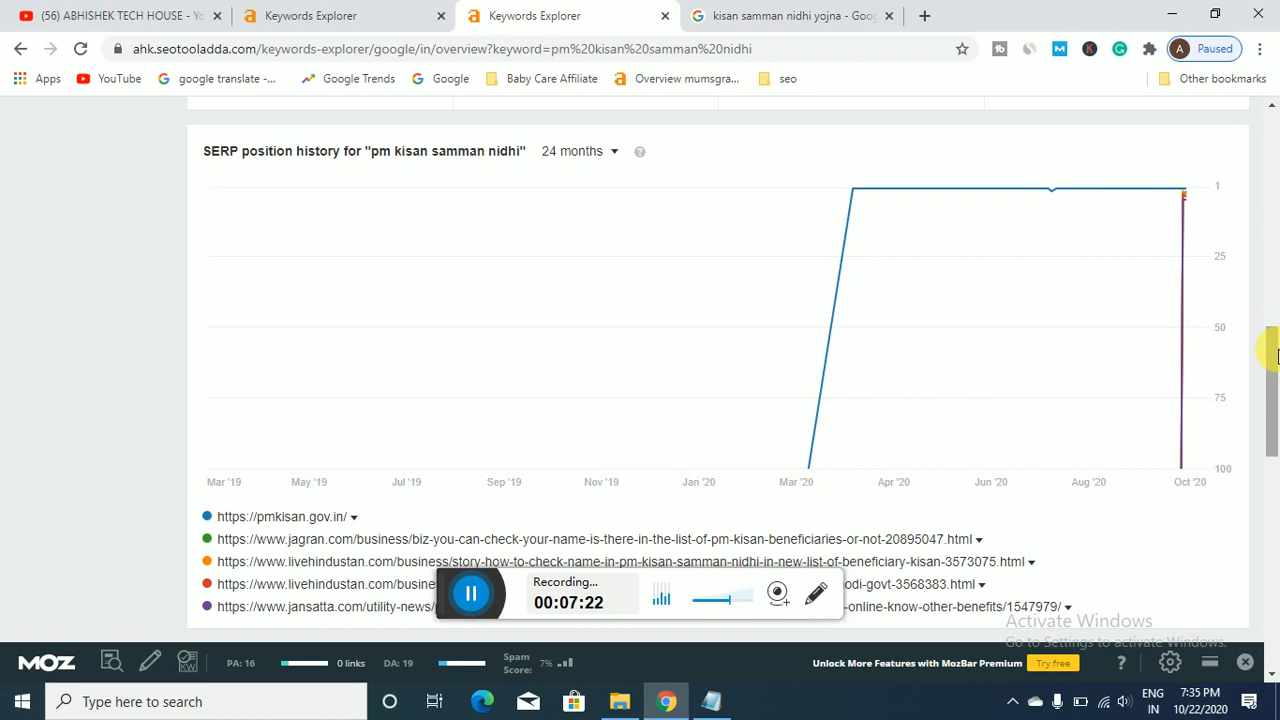 (56) ABHISHEK TECH HOUSE - Yo
Keywords Explorer
Keywords Explorer
kisan samman nidhi yojna - Goog
ahk.seotooladda.com/keywords-explorer/google/in/overview?keyword=pm%20kisan%20samman%20nidhi
Paused
Apps
YouTube
google translate -...
Google Trends
Google
Baby Care Affiliate
Overview mumsgra...
seo
Other bookmarks
SERP position history for "pm kisan samman nidhi"
24 months
1
25
50
75
100
Mar '19
May '19
Jul '19
Sep '19
Nov '19
Jan '20
Mar '20
Apr '20
Jun '20
Aug '20
Oct '20
https://pmkisan.gov.in/
https://www.jagran.com/business/biz-you-can-check-your-name-is-there-in-the-list-of-pm-kisan-beneficiaries-or-not-20895047.html
https://www.livehindustan.com/business/story-how-to-check-name-in-pm-kisan-samman-nidhi-in-new-list-of-beneficiary-kisan-3573075.html
https://www.livehindustan.com/busine odi-govt-3568383.html
https://www.jansatta.com/utility-news/ -online-know-other-benefits/1547979/
Recording...
00:07:22
Activate Windows
Go to Settings to activate Windows.
MOZ
PA: 16
0 links
DA: 19
Spam
Score:
7%
Unlock More Features with MozBar Premium
Try free
Type here to search
ENG
IN
7:35 PM
10/22/2020